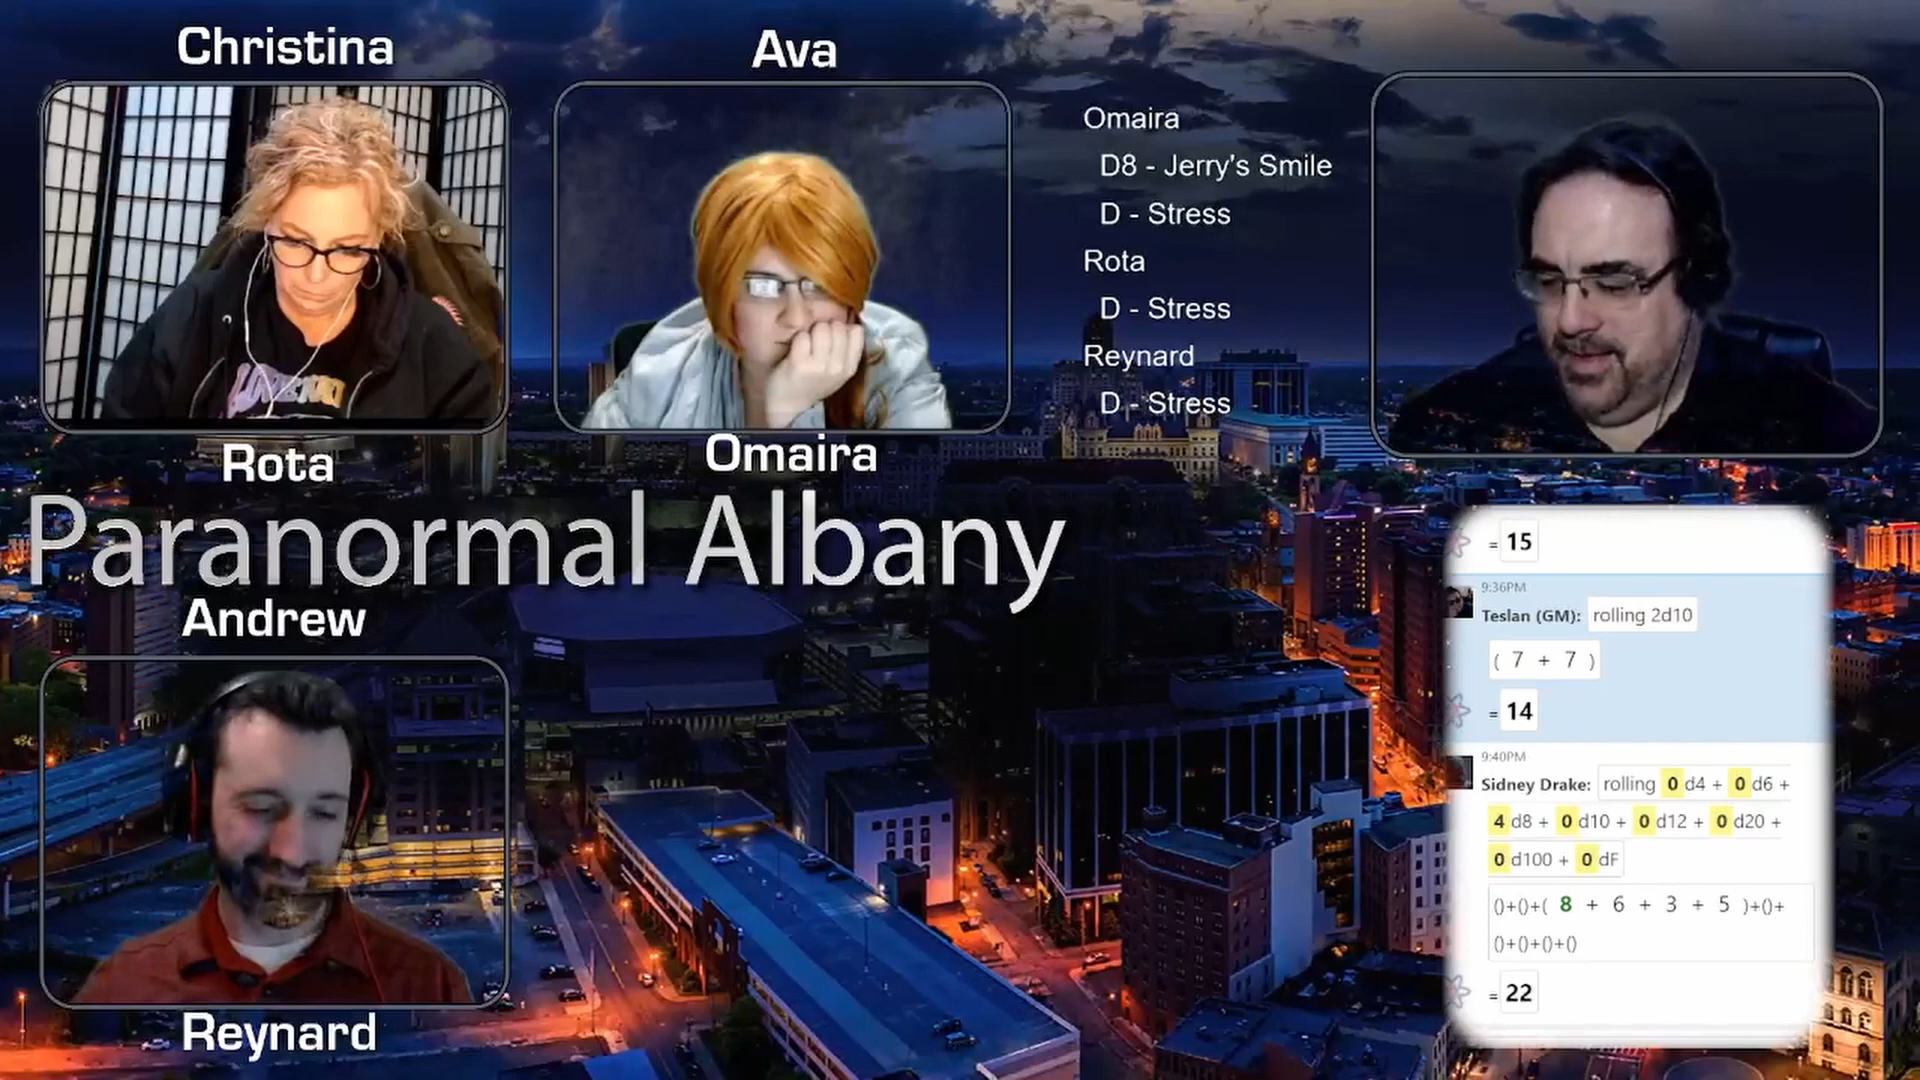 Christina
Ava
Omaira
D8 - Jerry's Smile
D - Stress
Rota
D - Stress
Reynard
D - Stress
Rota
Omaira
Paranormal Albany
Andrew
Reynard
= 15
9:36PM
Teslan (GM): rolling 2d10
( 7 + 7 )
= 14
9:40PM
Sidney Drake: rolling 0 d4 + 0 d6 +
4 d8 + 0 d10 + 0 d12 + 0 d20 +
0 d100 + 0 dF
()+()+( 8 + 6 + 3 + 5 )+()+
()+()+()+()
= 22